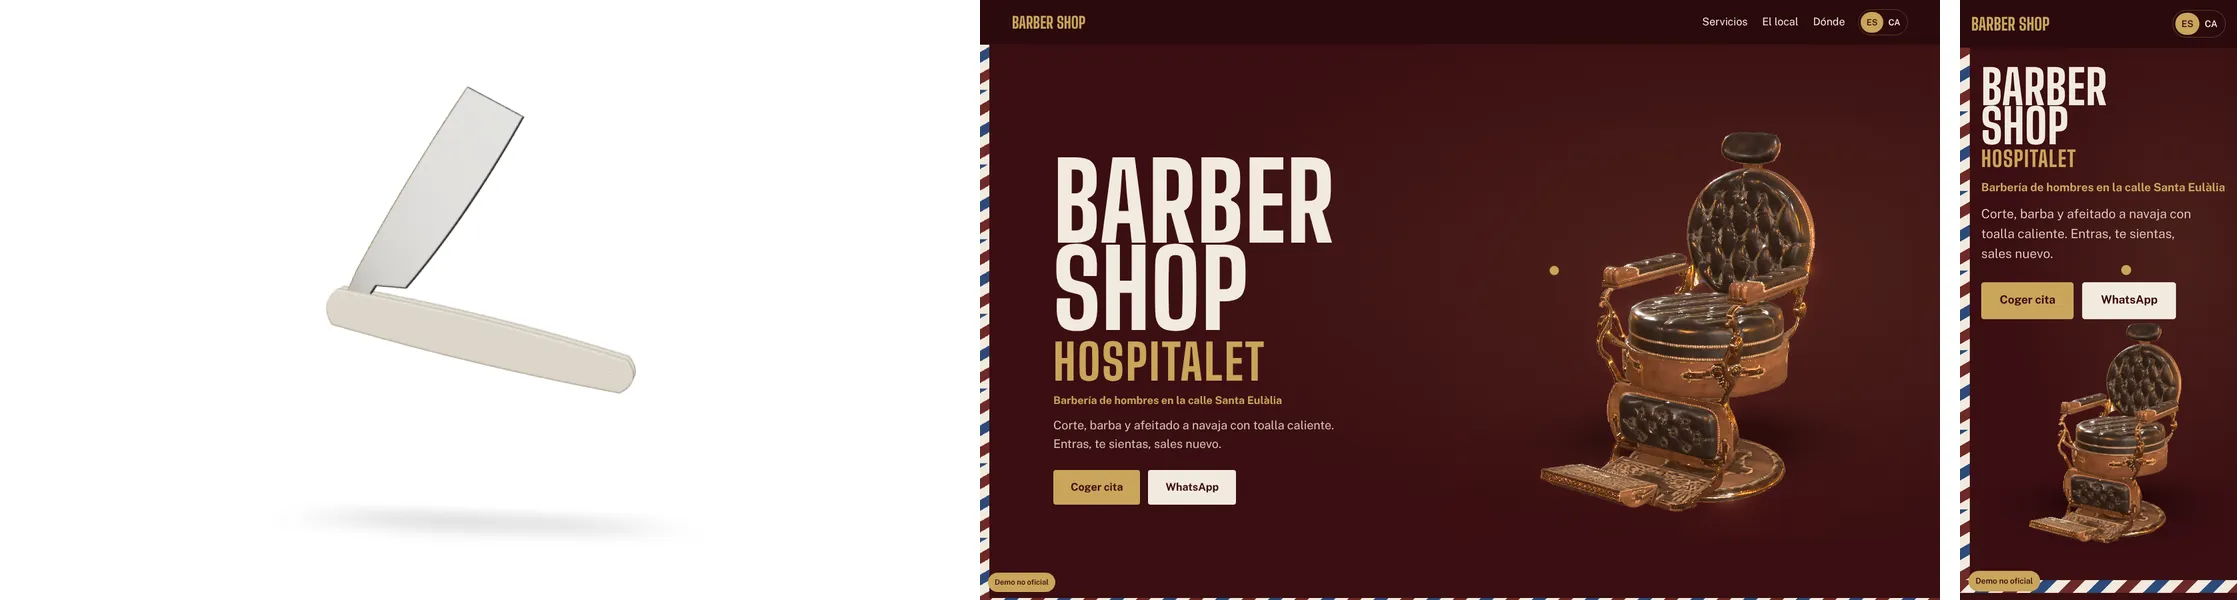 BARBER SHOP
Servicios El local Dónde ES CA
BARBER
SHOP
HOSPITALET
Barbería de hombres en la calle Santa Eulàlia
Corte, barba y afeitado a navaja con toalla caliente.
Entras, te sientas, sales nuevo.
Coger cita WhatsApp
Demo no oficial
BARBER SHOP ES CA
BARBER
SHOP
HOSPITALET
Barbería de hombres en la calle Santa Eulàlia
Corte, barba y afeitado a navaja con
toalla caliente. Entras, te sientas,
sales nuevo.
Coger cita WhatsApp
Demo no oficial